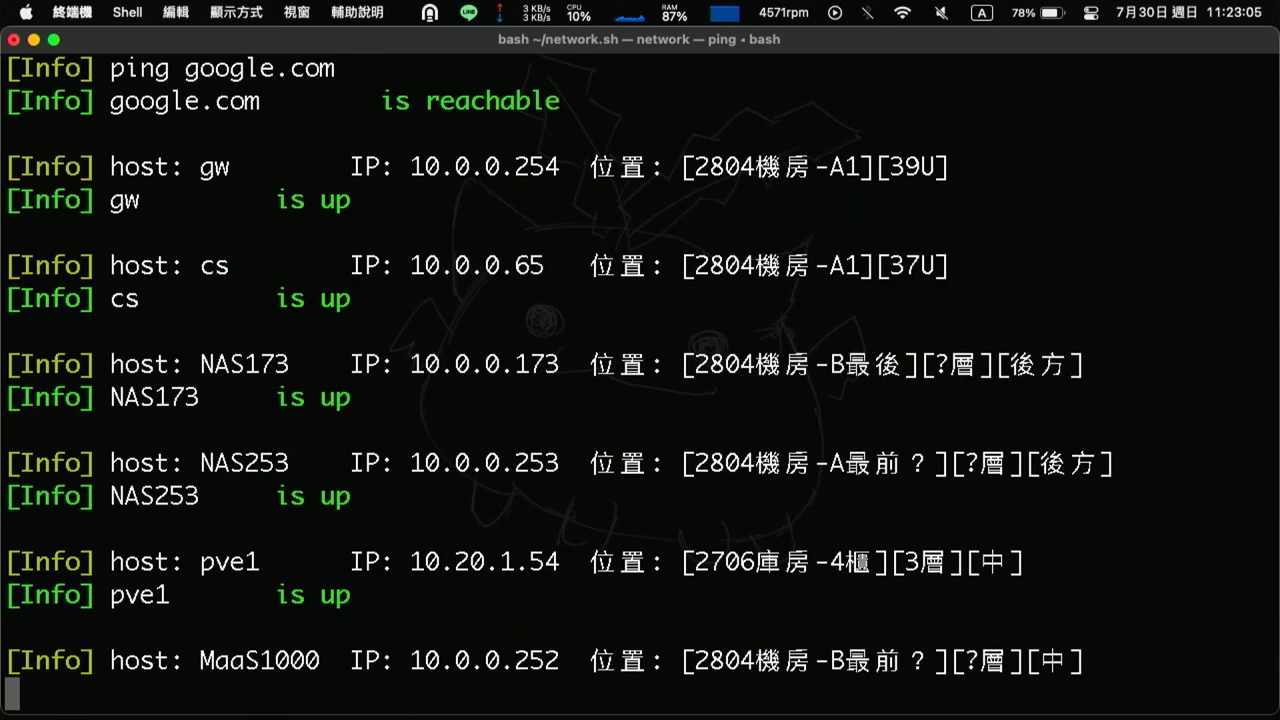 終端機 Shell 編輯 顯示方式 視窗 輔助說明 LINE 3 KB/s 3 KB/s CPU 10% RAM 87% 4571rpm A 78% 7月30日 週日 11:23:05
bash ~/network.sh — network — ping ◂ bash
[Info] ping google.com
[Info] google.com is reachable
[Info] host: gw IP: 10.0.0.254 位置: [2804機房-A1][39U]
[Info] gw is up
[Info] host: cs IP: 10.0.0.65 位置: [2804機房-A1][37U]
[Info] cs is up
[Info] host: NAS173 IP: 10.0.0.173 位置: [2804機房-B最後][?層][後方]
[Info] NAS173 is up
[Info] host: NAS253 IP: 10.0.0.253 位置: [2804機房-A最前？][?層][後方]
[Info] NAS253 is up
[Info] host: pve1 IP: 10.20.1.54 位置: [2706庫房-4櫃][3層][中]
[Info] pve1 is up
[Info] host: MaaS1000 IP: 10.0.0.252 位置: [2804機房-B最前？][?層][中]